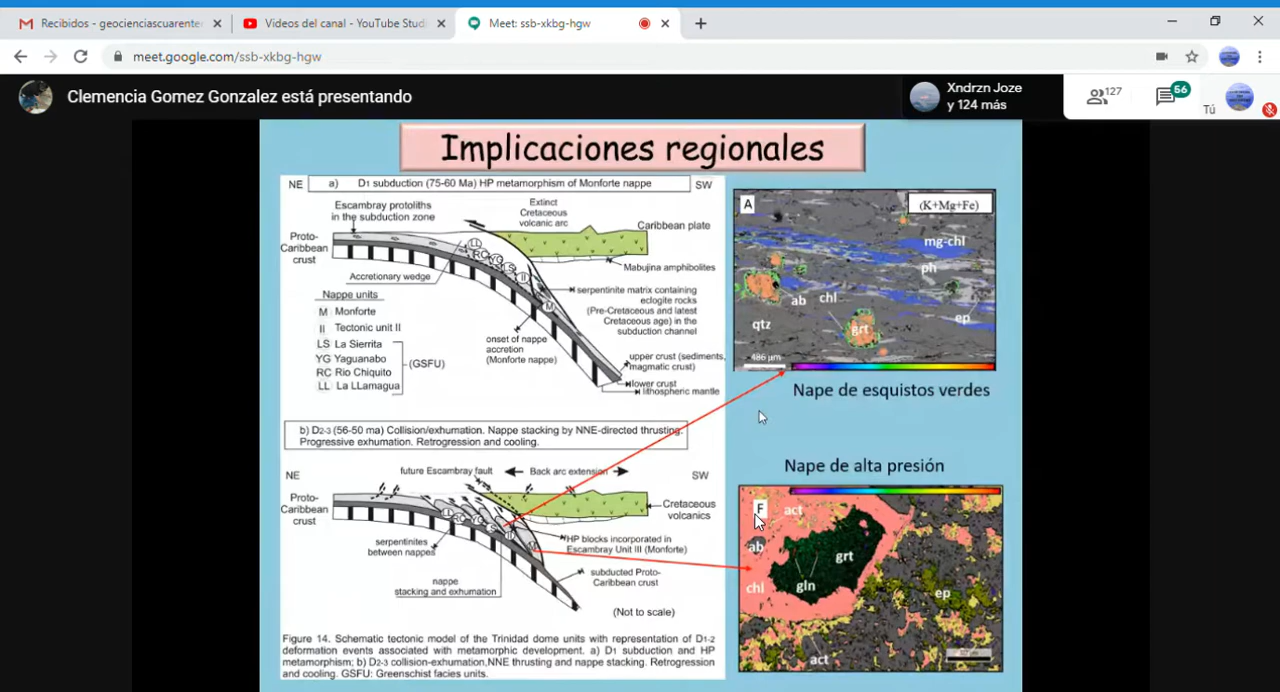 Recibidos - geocienciascuarente
Videos del canal - YouTube Stud
Meet: ssb-xkbg-hgw
meet.google.com/ssb-xkbg-hgw
Clemencia Gomez Gonzalez está presentando
Xndrzn Joze
y 124 más
127
56
Tú
Implicaciones regionales
NE
a) D1 subduction (75-60 Ma) HP metamorphism of Monforte nappe
SW
Escambray protoliths
in the subduction zone
Extinct
Cretaceous
volcanic arc
Caribbean plate
Proto-
Caribbean
crust
LL
RC
YG
LS
II
M
Accretionary wedge
Mabujina amphibolites
Nappe units
M Monforte
II Tectonic unit II
LS La Sierrita
YG Yaguanabo
RC Rio Chiquito
LL La LLamagua
(GSFU)
serpentinite matrix containing
eclogite rocks
(Pre-Cretaceous and latest
Cretaceous age) in the
subduction channel
onset of nappe
accretion
(Monforte nappe)
upper crust (sediments,
magmatic crust)
lower crust
lithospheric mantle
b) D2-3 (56-50 ma) Collision/exhumation. Nappe stacking by NNE-directed thrusting.
Progressive exhumation. Retrogression and cooling.
NE
future Escambray fault
Back arc extension
SW
Proto-
Caribbean
crust
LL
RC
YG
II
M
Cretaceous
volcanics
serpentinites
between nappes
HP blocks incorporated in
Escambray Unit III (Monforte)
nappe
stacking and exhumation
subducted Proto-
Caribbean crust
(Not to scale)
Figure 14. Schematic tectonic model of the Trinidad dome units with representation of D1-2
deformation events associated with metamorphic development. a) D1 subduction and HP
metamorphism; b) D2-3 collision-exhumation,NNE thrusting and nappe stacking. Retrogression
and cooling. GSFU: Greenschist facies units.
A
(K+Mg+Fe)
mg-chl
ph
ab
chl
qtz
grt
ep
486 µm
Nape de esquistos verdes
Nape de alta presión
F
act
ab
grt
chl
gln
ep
act